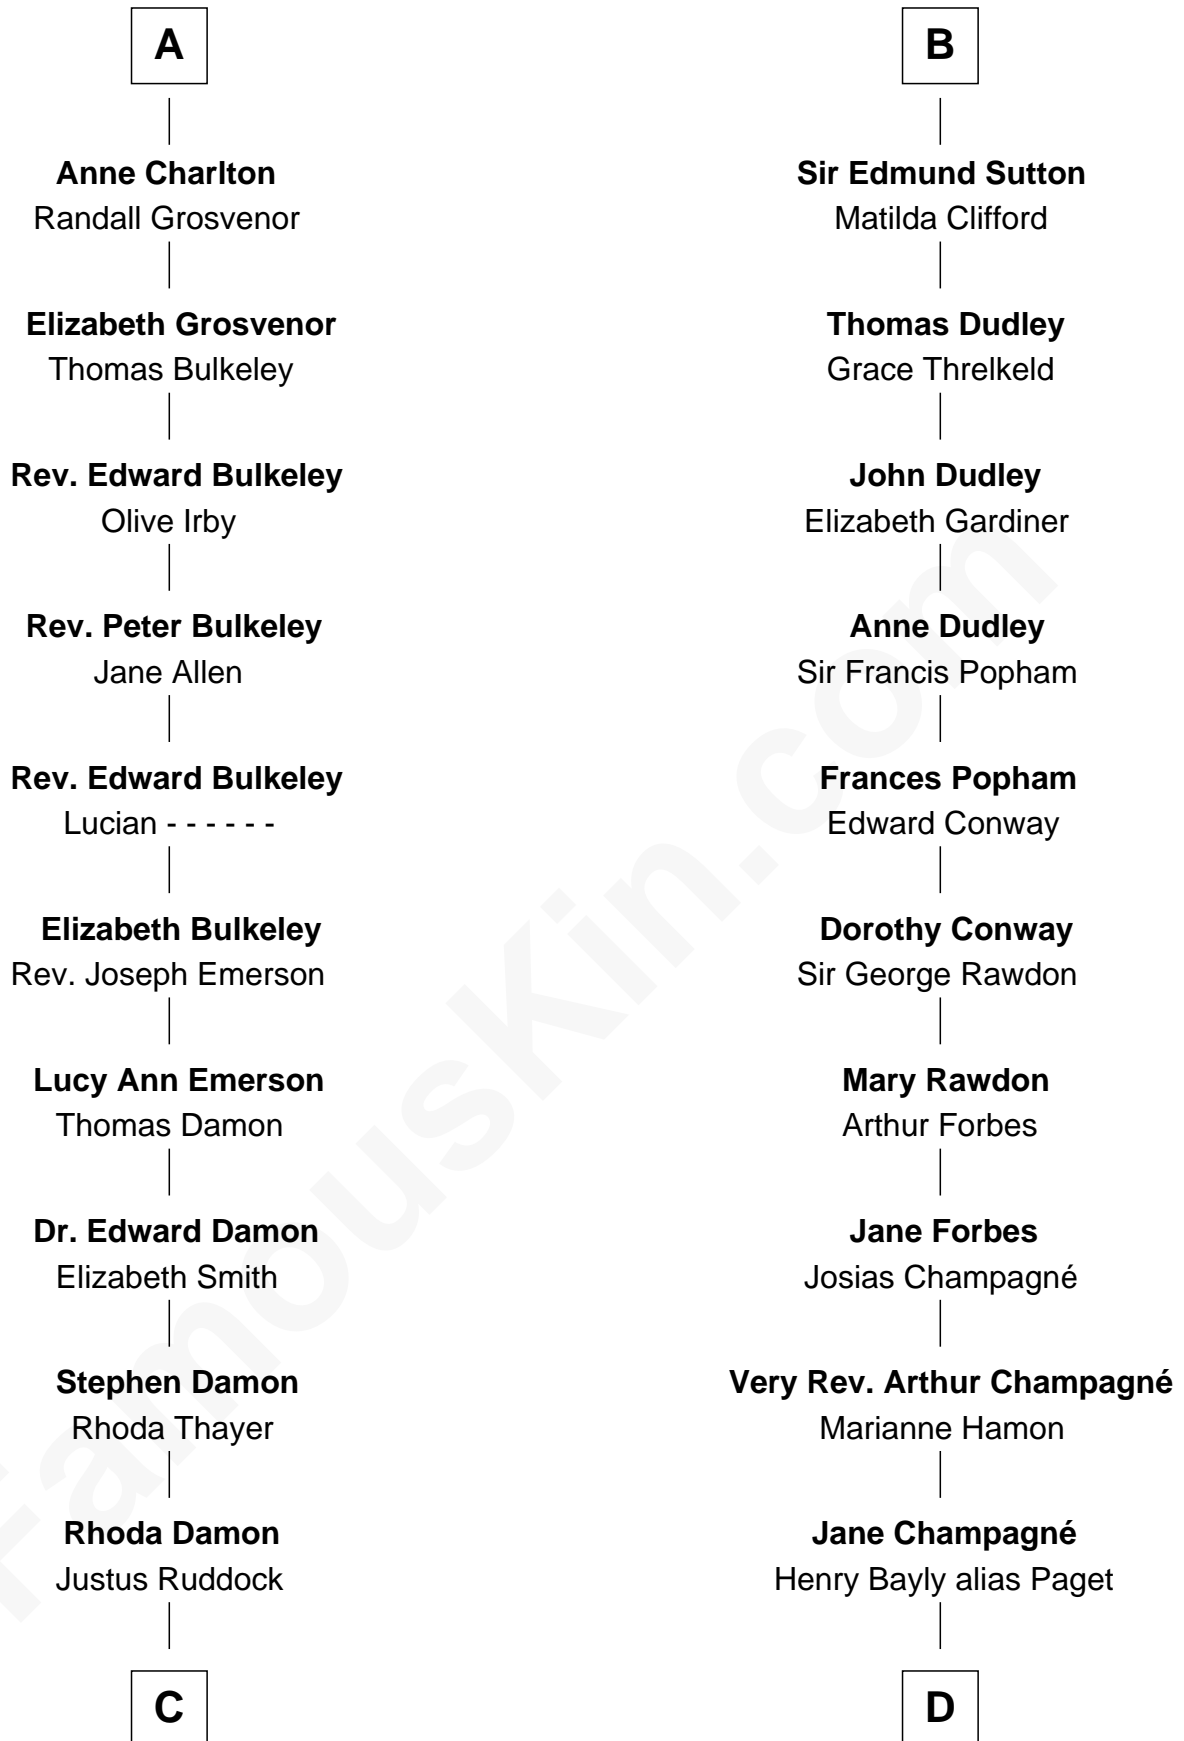 A
Anne Charlton
Randall Grosvenor
Elizabeth Grosvenor
Thomas Bulkeley
Rev. Edward Bulkeley
Olive Irby
Rev. Peter Bulkeley
Jane Allen
Rev. Edward Bulkeley
Lucian - - - - - -
Elizabeth Bulkeley
Rev. Joseph Emerson
Lucy Ann Emerson
Thomas Damon
Dr. Edward Damon
Elizabeth Smith
Stephen Damon
Rhoda Thayer
Rhoda Damon
Justus Ruddock
C
B
Sir Edmund Sutton
Matilda Clifford
Thomas Dudley
Grace Threlkeld
John Dudley
Elizabeth Gardiner
Anne Dudley
Sir Francis Popham
Frances Popham
Edward Conway
Dorothy Conway
Sir George Rawdon
Mary Rawdon
Arthur Forbes
Jane Forbes
Josias Champagné
Very Rev. Arthur Champagné
Marianne Hamon
Jane Champagné
Henry Bayly alias Paget
D
FamousKin.com